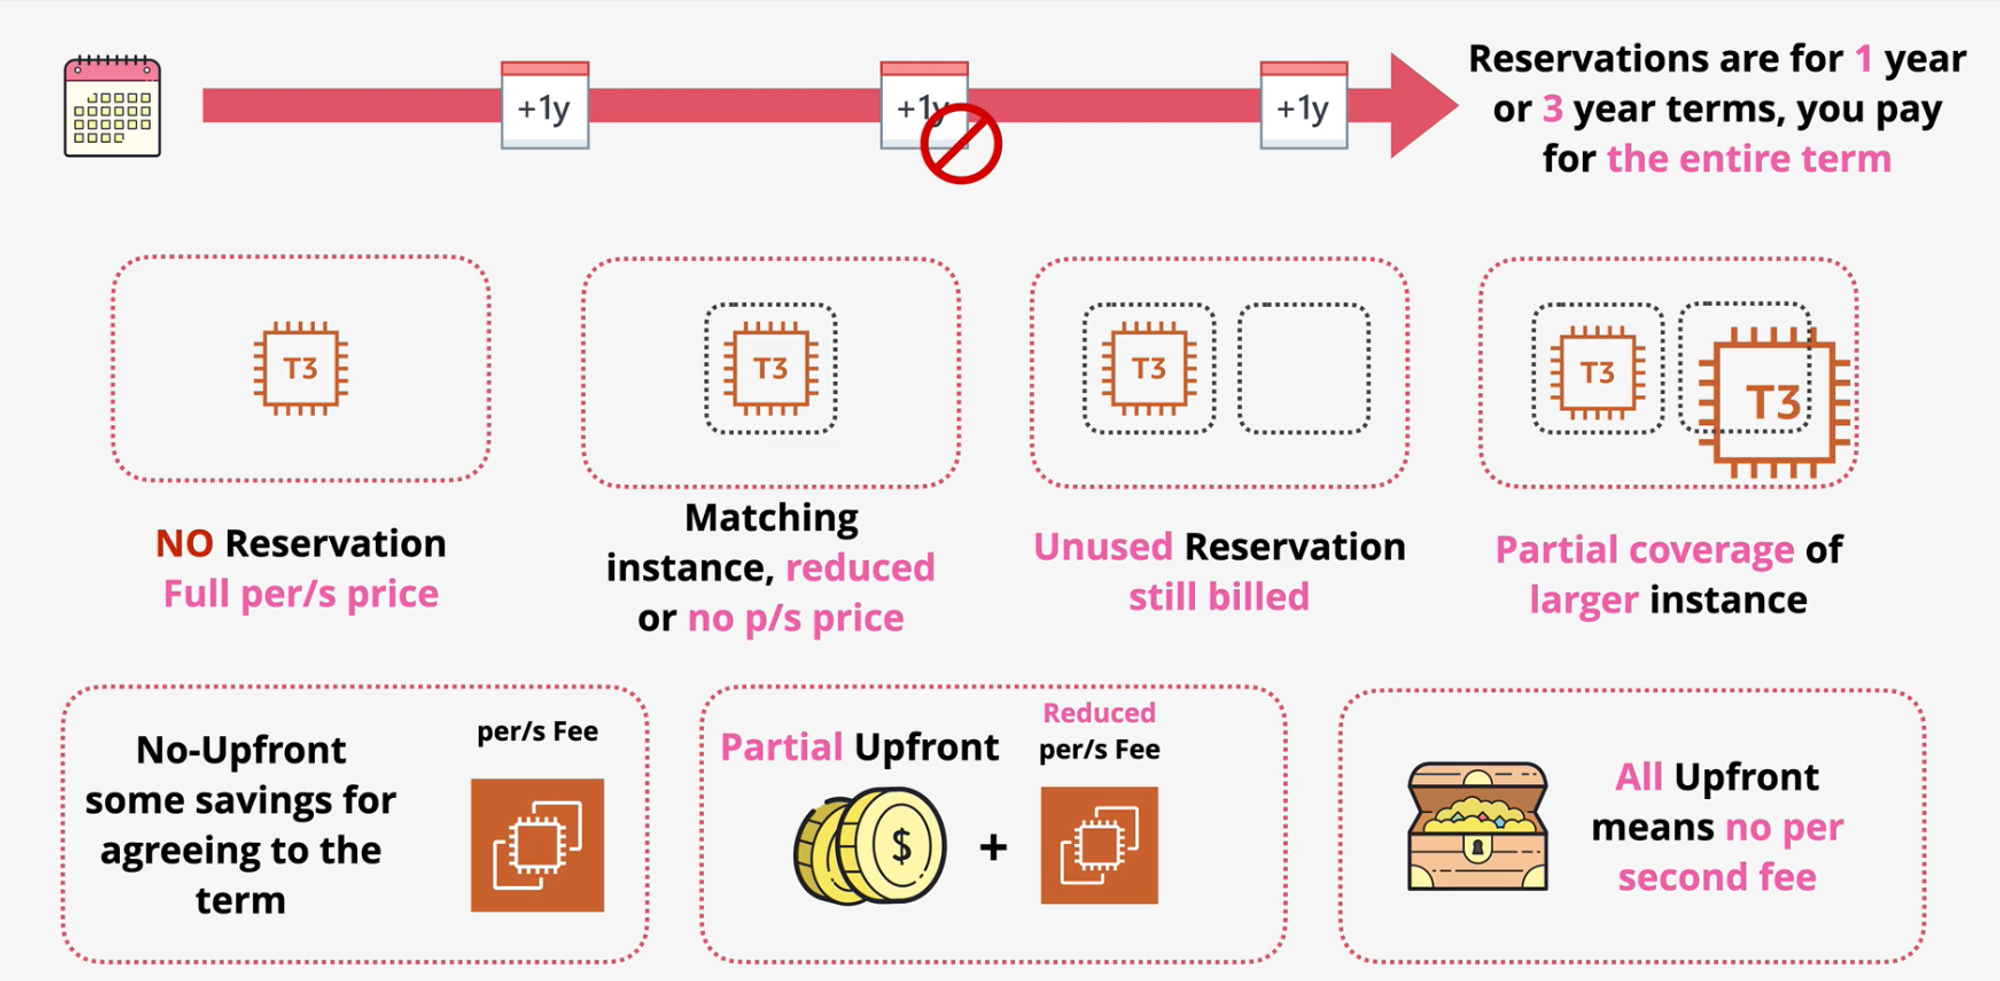 +1y
+1y
+1y
Reservations are for 1 year
or 3 year terms, you pay
for the entire term
T3
T3
T3
T3
T3
NO Reservation
Full per/s price
Matching
instance, reduced
or no p/s price
Unused Reservation
still billed
Partial coverage of
larger instance
No-Upfront
some savings for
agreeing to the
term
per/s Fee
Partial Upfront
$
+
Reduced
per/s Fee
All Upfront
means no per
second fee